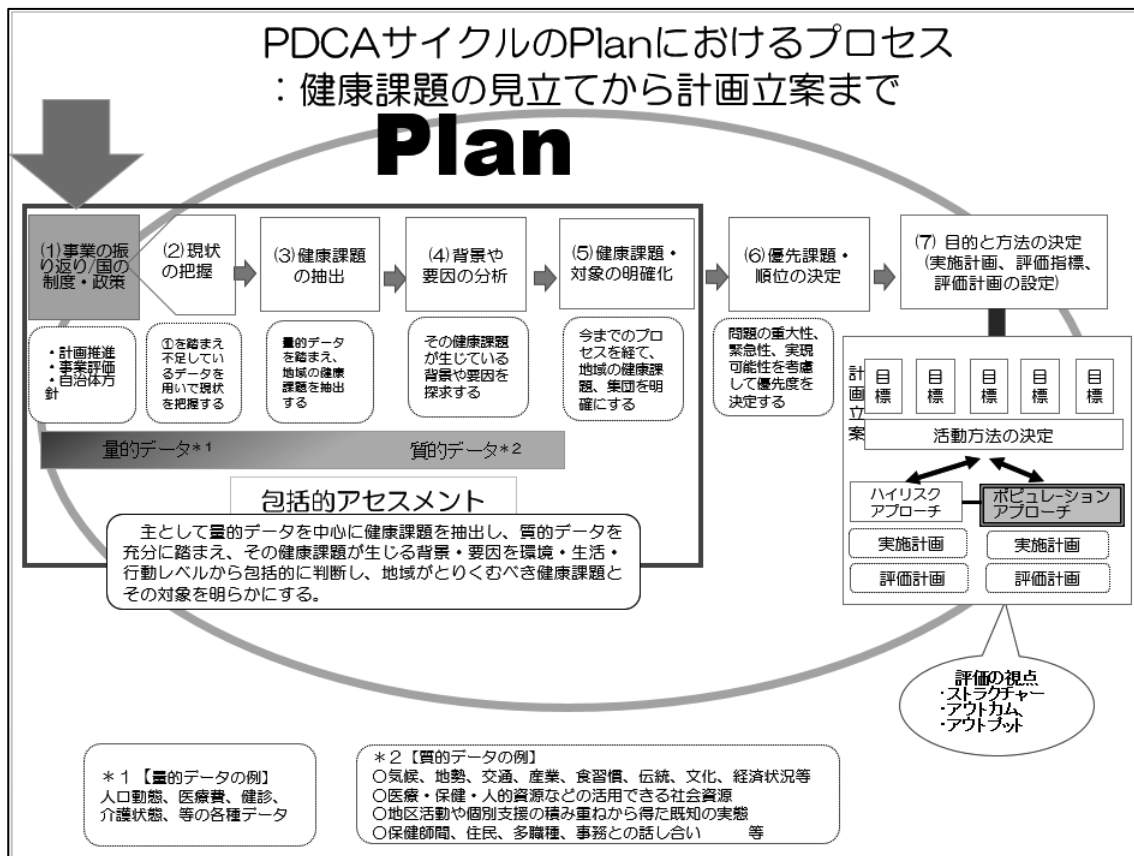 PDCAサイクルのPlanにおけるプロセス
：健康課題の見立てから計画立案まで
Plan
(1)事業の振
り返り/国の
制度・政策
(2)現状
の把握
(3)健康課題
の抽出
(4)背景や
要因の分析
(5)健康課題・
対象の明確化
(6)優先課題・
順位の決定
(7) 目的と方法の決定
(実施計画、評価指標、
評価計画の設定)
・計画推進
・事業評価
・自治体方
針
①を踏まえ
不足してい
るデータを
用いて現状
を把握する
量的データ
を踏まえ、
地域の健康
課題を抽出
する
その健康課題
が生じている
背景や要因を
探求する
今までのプロ
セスを経て、
地域の健康課
題、集団を明
確にする
問題の重大性、
緊急性、実現
可能性を考慮
して優先度を
決定する
計画立案
目標
目標
目標
目標
目標
活動方法の決定
ハイリスク
アプローチ
ポピュレーション
アプローチ
実施計画
実施計画
評価計画
評価計画
量的データ*1
質的データ*2
包括的アセスメント
主として量的データを中心に健康課題を抽出し、質的データを
充分に踏まえ、その健康課題が生じる背景・要因を環境・生活・
行動レベルから包括的に判断し、地域がとりくむべき健康課題と
その対象を明らかにする。
評価の視点
・ストラクチャー
・アウトカム、
・アウトプット
＊1【量的データの例】
人口動態、医療費、健診、
介護状態、等の各種データ
＊2【質的データの例】
○気候、地勢、交通、産業、食習慣、伝統、文化、経済状況等
○医療・保健・人的資源などの活用できる社会資源
○地区活動や個別支援の積み重ねから得た既知の実態
○保健師間、住民、多職種、事務との話し合い　　等